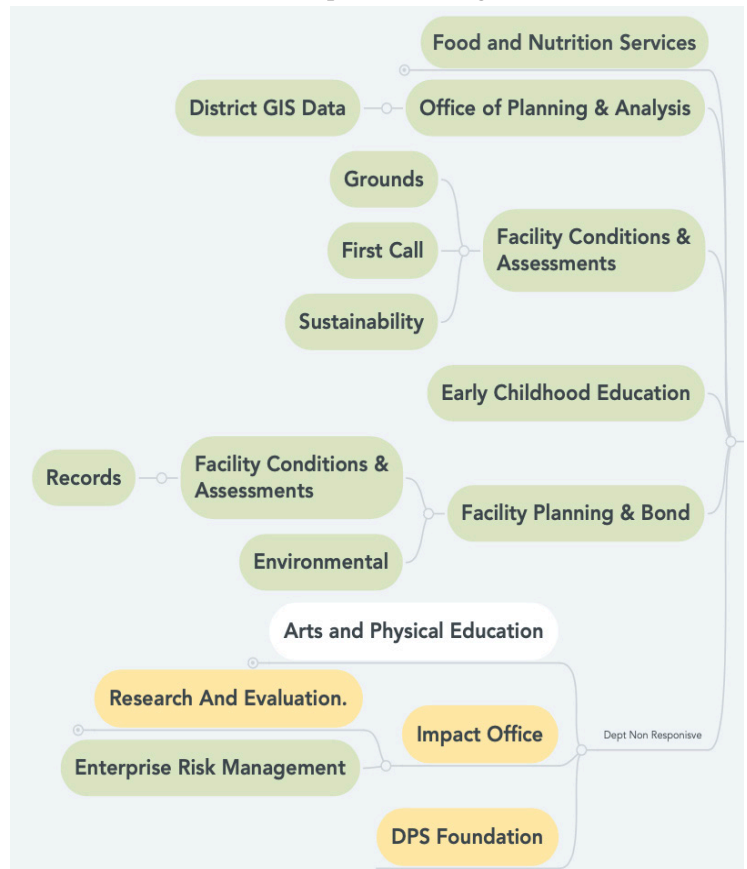 Food and Nutrition Services
District GIS Data
Office of Planning & Analysis
Grounds
First Call
Facility Conditions &
Assessments
Sustainability
Early Childhood Education
Records
Facility Conditions &
Assessments
Facility Planning & Bond
Environmental
Arts and Physical Education
Research And Evaluation.
Impact Office
Dept Non Responisve
Enterprise Risk Management
DPS Foundation